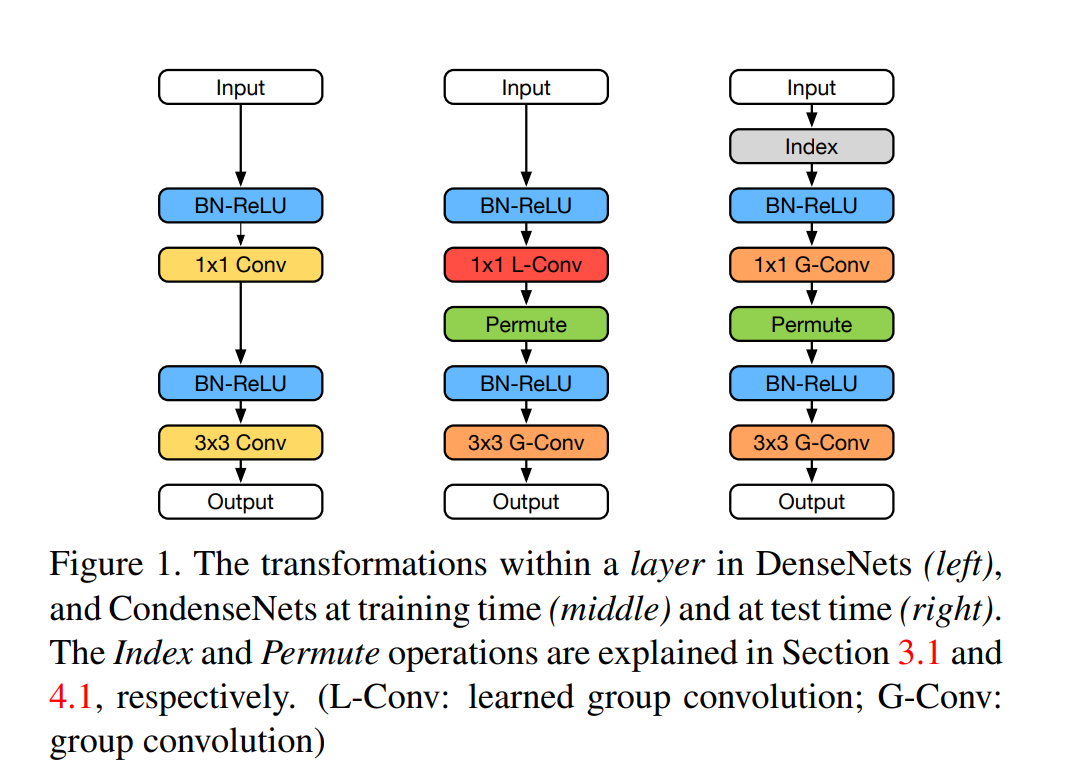 Input Input Input
Index
BN-ReLU BN-ReLU BN-ReLU
1x1 Conv 1x1 L-Conv 1x1 G-Conv
Permute Permute
BN-ReLU BN-ReLU BN-ReLU
3x3 Conv 3x3 G-Conv 3x3 G-Conv
Output Output Output
Figure 1. The transformations within a layer in DenseNets (left),
and CondenseNets at training time (middle) and at test time (right).
The Index and Permute operations are explained in Section 3.1 and
4.1, respectively. (L-Conv: learned group convolution; G-Conv:
group convolution)